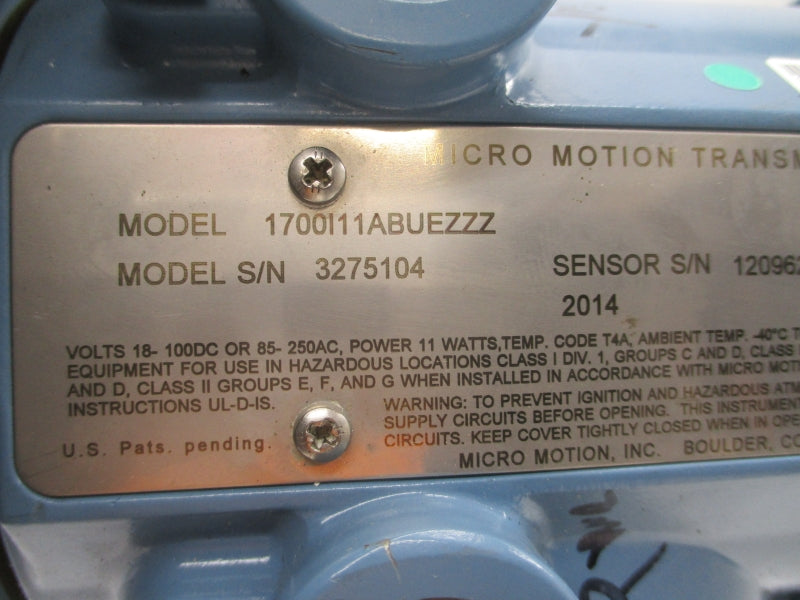 MICRO MOTION
MODEL 1700I11ABUEZZZ
MODEL S/N 3275104 SENSOR S/N
2014
VOLTS 18- 100DC OR 85- 250AC, POWER 11 WATTS,TEMP. CODE T4A, AMBIENT TEMP. -40°C
EQUIPMENT FOR USE IN HAZARDOUS LOCATIONS CLASS I DIV. 1, GROUPS C AND D, CLASS
AND D, CLASS II GROUPS E, F, AND G WHEN INSTALLED IN ACCORDANCE WITH MICRO
INSTRUCTIONS UL-D-IS.
WARNING: TO PREVENT IGNITION AND HAZARDOUS
SUPPLY CIRCUITS BEFORE OPENING. THIS
CIRCUITS. KEEP COVER TIGHTLY CLOSED WHEN IN
U.S. Pats. pending.
MICRO MOTION, INC. BOULDER,